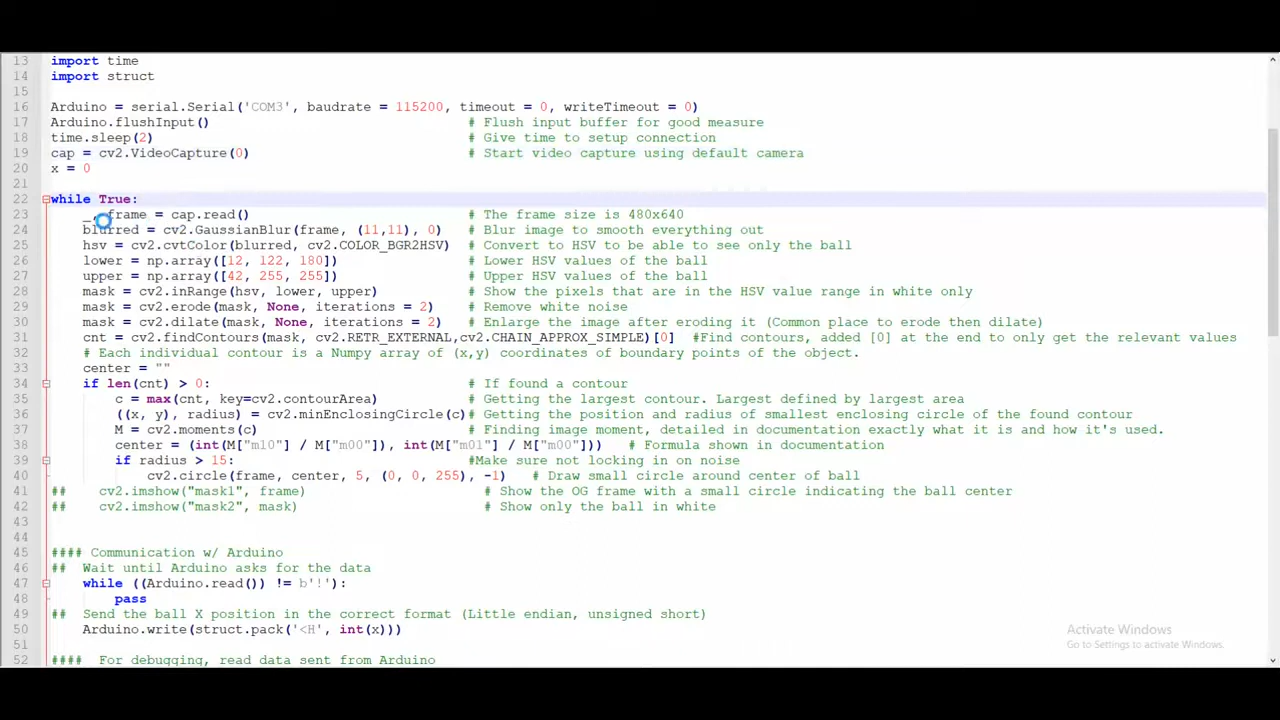 13 import time
14 import struct
15
16 Arduino = serial.Serial('COM3', baudrate = 115200, timeout = 0, writeTimeout = 0)
17 Arduino.flushInput() # Flush input buffer for good measure
18 time.sleep(2) # Give time to setup connection
19 cap = cv2.VideoCapture(0) # Start video capture using default camera
20 x = 0
21
22 while True:
23 _, frame = cap.read() # The frame size is 480x640
24 blurred = cv2.GaussianBlur(frame, (11,11), 0) # Blur image to smooth everything out
25 hsv = cv2.cvtColor(blurred, cv2.COLOR_BGR2HSV) # Convert to HSV to be able to see only the ball
26 lower = np.array([12, 122, 180]) # Lower HSV values of the ball
27 upper = np.array([42, 255, 255]) # Upper HSV values of the ball
28 mask = cv2.inRange(hsv, lower, upper) # Show the pixels that are in the HSV value range in white only
29 mask = cv2.erode(mask, None, iterations = 2) # Remove white noise
30 mask = cv2.dilate(mask, None, iterations = 2) # Enlarge the image after eroding it (Common place to erode then dilate)
31 cnt = cv2.findContours(mask, cv2.RETR_EXTERNAL,cv2.CHAIN_APPROX_SIMPLE)[0] #Find contours, added [0] at the end to only get the relevant values
32 # Each individual contour is a Numpy array of (x,y) coordinates of boundary points of the object.
33 center = ""
34 if len(cnt) > 0: # If found a contour
35 c = max(cnt, key=cv2.contourArea) # Getting the largest contour. Largest defined by largest area
36 ((x, y), radius) = cv2.minEnclosingCircle(c)# Getting the position and radius of smallest enclosing circle of the found contour
37 M = cv2.moments(c) # Finding image moment, detailed in documentation exactly what it is and how it's used.
38 center = (int(M["m10"] / M["m00"]), int(M["m01"] / M["m00"])) # Formula shown in documentation
39 if radius > 15: #Make sure not locking in on noise
40 cv2.circle(frame, center, 5, (0, 0, 255), -1) # Draw small circle around center of ball
41 ## cv2.imshow("mask1", frame) # Show the OG frame with a small circle indicating the ball center
42 ## cv2.imshow("mask2", mask) # Show only the ball in white
43
44
45 #### Communication w/ Arduino
46 ## Wait until Arduino asks for the data
47 while ((Arduino.read()) != b'!'):
48 pass
49 ## Send the ball X position in the correct format (Little endian, unsigned short)
50 Arduino.write(struct.pack('<H', int(x)))
51
52 #### For debugging, read data sent from Arduino
Activate Windows
Go to Settings to activate Windows.